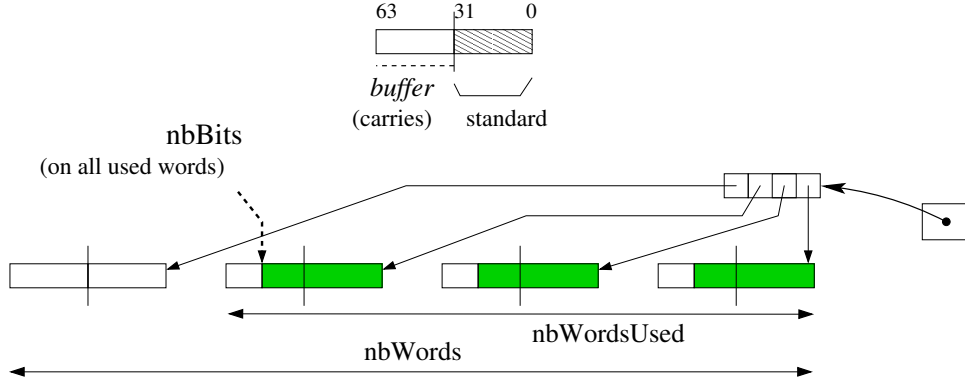 63 31 0
buffer
(carries) standard
nbBits
(on all used words)
nbWordsUsed
nbWords